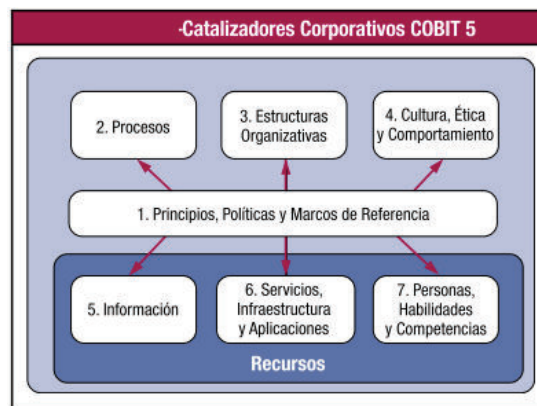 -Catalizadores Corporativos COBIT 5
2. Procesos
3. Estructuras
Organizativas
4. Cultura, Ética
y Comportamiento
1. Principios, Políticas y Marcos de Referencia
5. Información
6. Servicios,
Infraestructura
y Aplicaciones
7. Personas,
Habilidades
y Competencias
Recursos